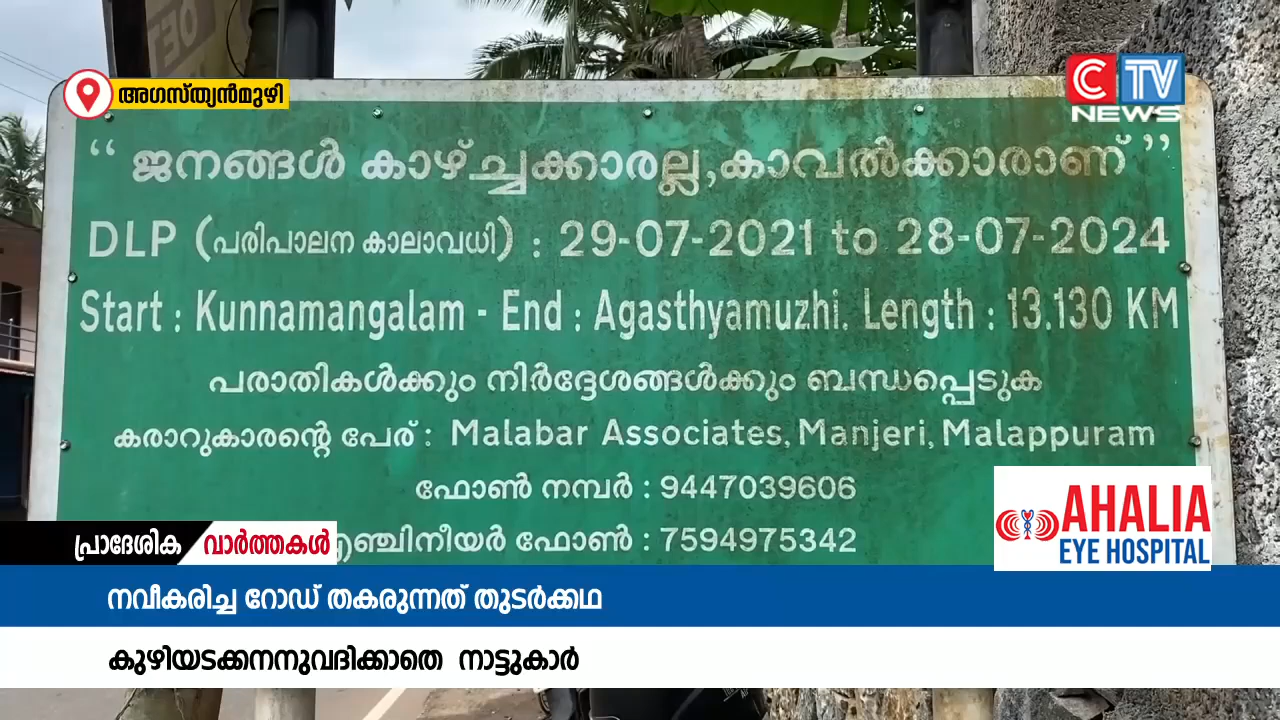 അഗസ്ത്യൻമുഴി
CTV
NEWS
“ ജനങ്ങൾ കാഴ്ച്ചക്കാരല്ല,കാവൽക്കാരാണ് ”
DLP (പരിപാലന കാലാവധി) : 29-07-2021 to 28-07-2024
Start : Kunnamangalam - End : Agasthyamuzhi. Length : 13.130 KM
പരാതികൾക്കും നിർദ്ദേശങ്ങൾക്കും ബന്ധപ്പെടുക
കരാറുകാരന്റെ പേര് : Malabar Associates, Manjeri, Malappuram
ഫോൺ നമ്പർ : 9447039606
എഞ്ചിനീയർ ഫോൺ : 7594975342
AHALIA
EYE HOSPITAL
പ്രാദേശിക വാർത്തകൾ
നവീകരിച്ച റോഡ് തകരുന്നത് തുടർക്കഥ
കുഴിയടക്കനനുവദിക്കാതെ നാട്ടുകാർ